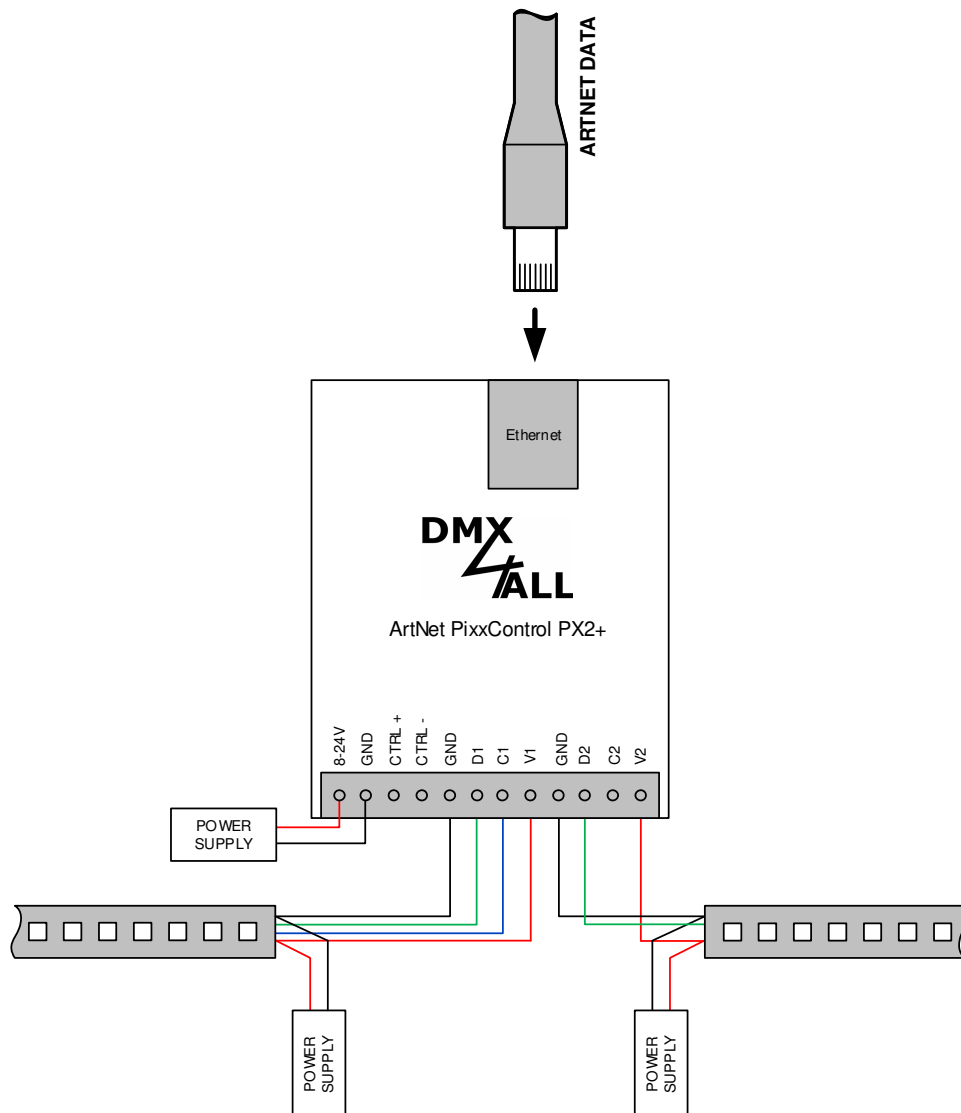 ARTNET DATA
Ethernet
DMX
4
ALL
ArtNet PixxControl PX2+
8-24V
GND
CTRL +
CTRL -
GND
D1
C1
V1
GND
D2
C2
V2
POWER
SUPPLY
POWER
SUPPLY
POWER
SUPPLY